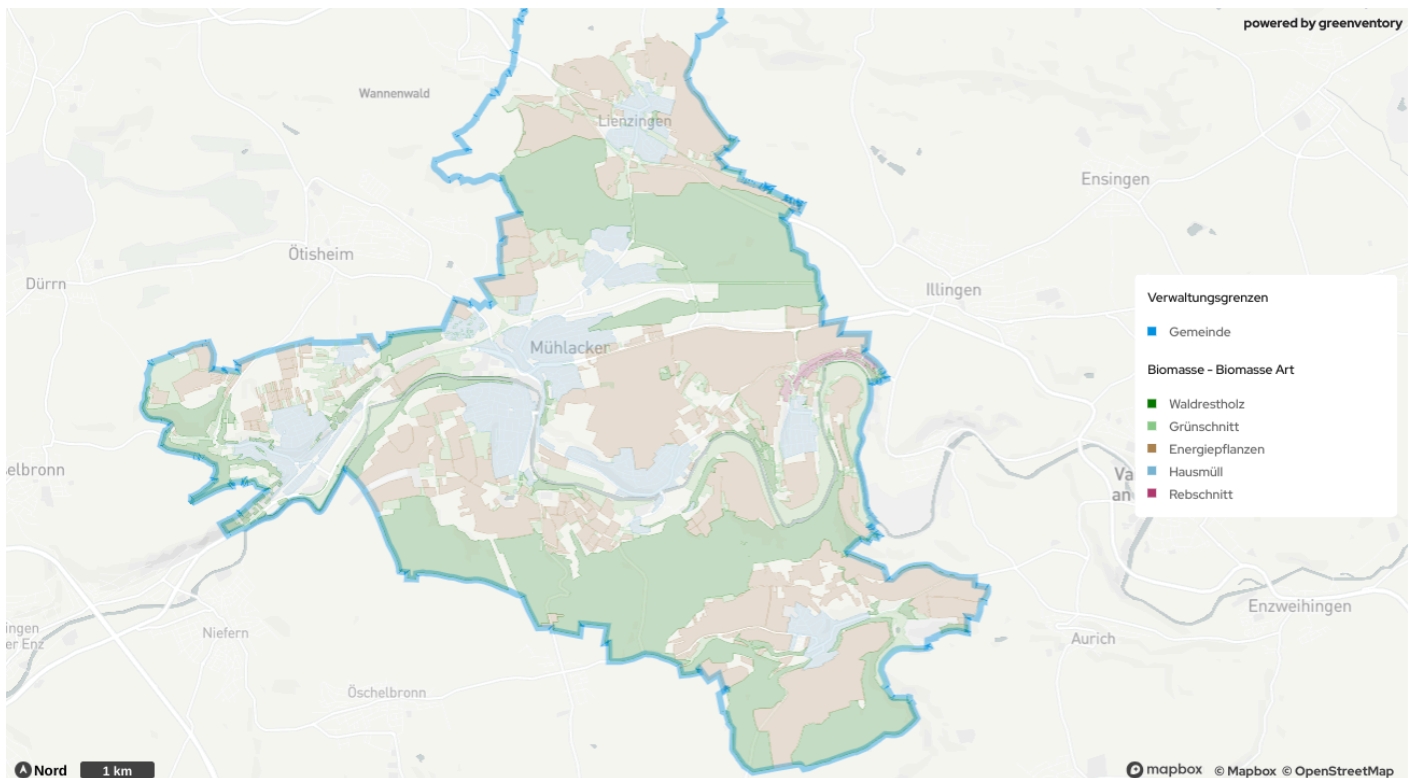 powered by greenventory
Wannenwald
Lienzingen
Ensingen
Ötisheim
Dürrn
Illingen
Mühlacker
Verwaltungsgrenzen
Gemeinde
Biomasse - Biomasse Art
Waldrestholz
Grünschnitt
Energiepflanzen
Hausmüll
Rebschnitt
elbronn
Va
an
Enzweihingen
ingen
er Enz
Niefern
Aurich
Öschelbronn
Nord
1 km
mapbox © Mapbox © OpenStreetMap